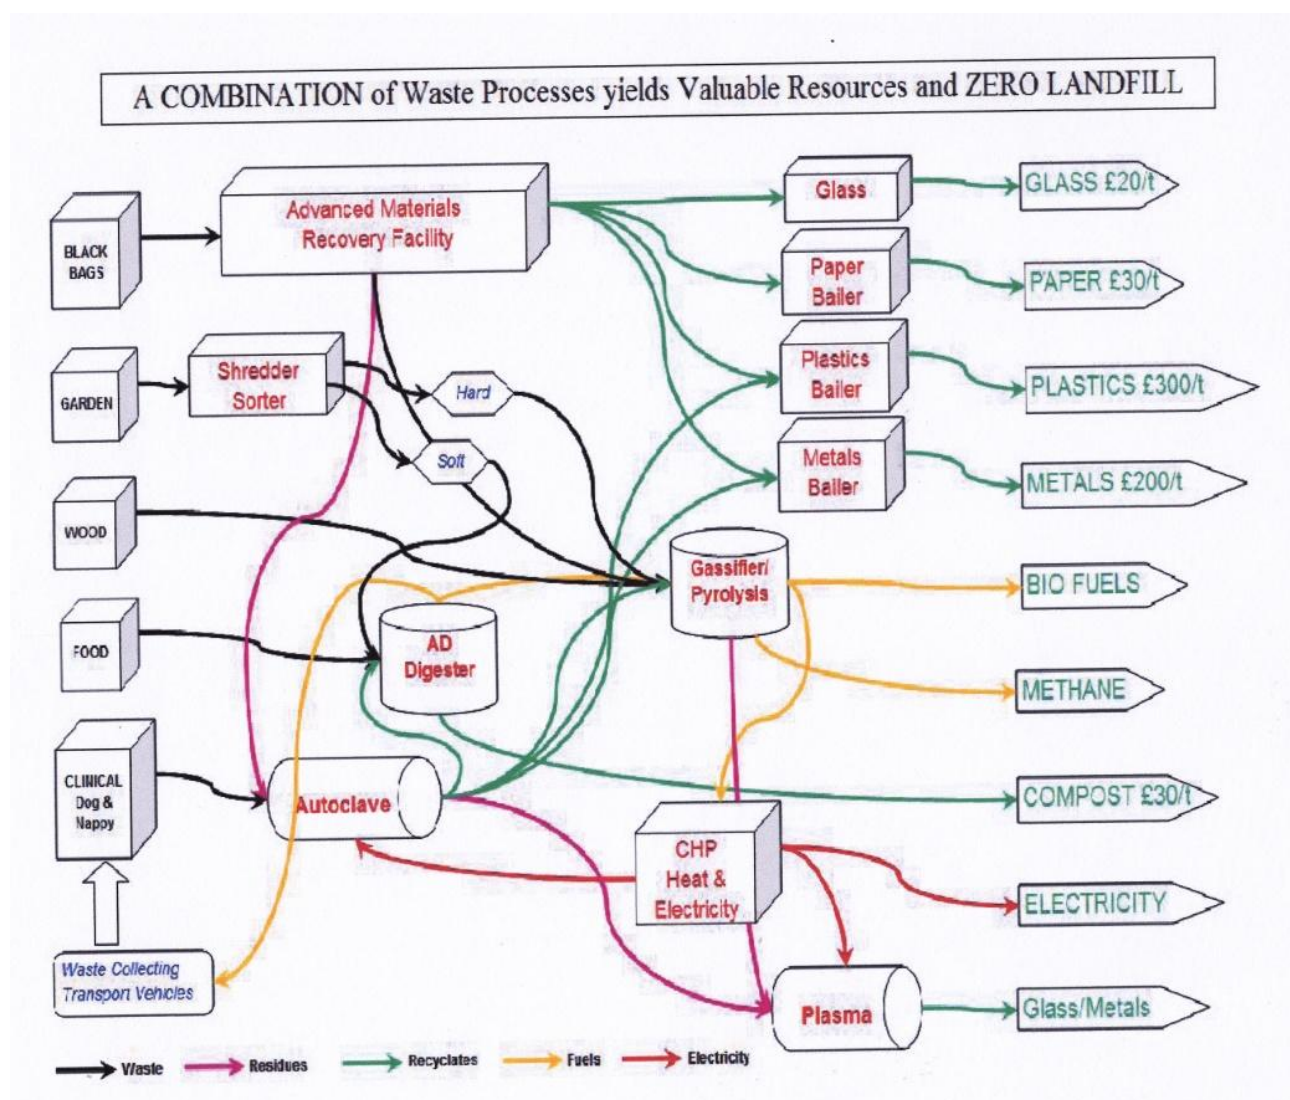 A COMBINATION of Waste Processes yields Valuable Resources and ZERO LANDFILL
BLACK
BAGS
Advanced Materials
Recovery Facility
Glass
GLASS £20/t
Paper
Bailer
PAPER £30/t
GARDEN
Shredder
Sorter
Hard
Soft
Plastics
Bailer
PLASTICS £300/t
Metals
Bailer
METALS £200/t
WOOD
Gassifier/
Pyrolysis
BIO FUELS
FOOD
AD
Digester
METHANE
CLINICAL
Dog &
Nappy
Autoclave
COMPOST £30/t
CHP
Heat &
Electricity
ELECTRICITY
Waste Collecting
Transport Vehicles
Plasma
Glass/Metals
Waste
Residues
Recyclates
Fuels
Electricity